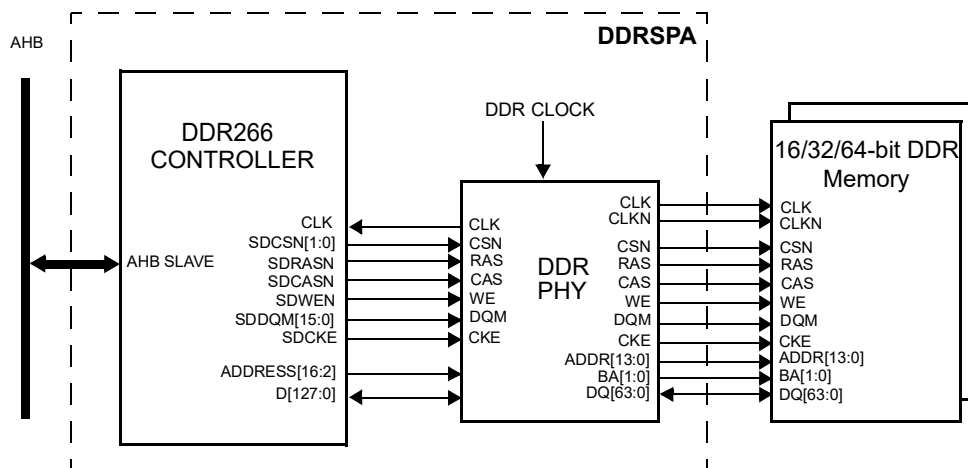 DDRSPA
AHB
DDR CLOCK
DDR266
CONTROLLER
16/32/64-bit DDR
Memory
AHB SLAVE
CLK
SDCSN[1:0]
SDRASN
SDCASN
SDWEN
SDDQM[15:0]
SDCKE
ADDRESS[16:2]
D[127:0]
CLK
CSN
RAS
CAS
WE
DQM
CKE
DDR
PHY
CLK
CLKN
CSN
RAS
CAS
WE
DQM
CKE
ADDR[13:0]
BA[1:0]
DQ[63:0]
CLK
CLKN
CSN
RAS
CAS
WE
DQM
CKE
ADDR[13:0]
BA[1:0]
DQ[63:0]